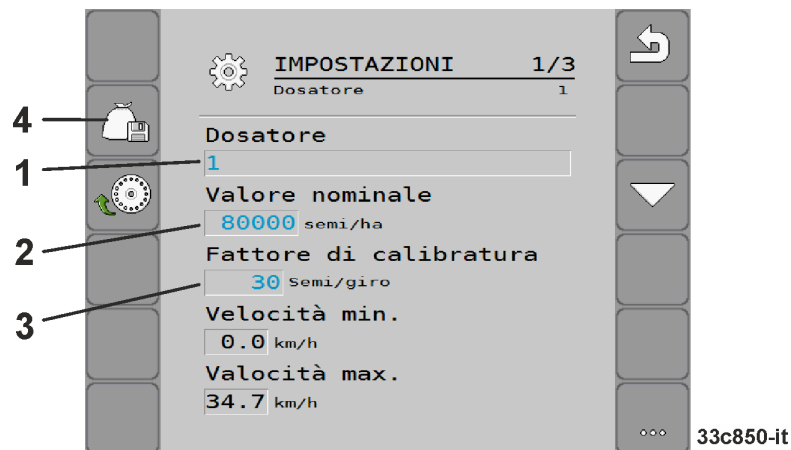 IMPOSTAZIONI 1/3
Dosatore 1
4
Dosatore
1
1
Valore nominale
80000 semi/ha
2
Fattore di calibratura
30 Semi/giro
3
Velocità min.
0.0 km/h
Valocità max.
34.7 km/h
33c850-it